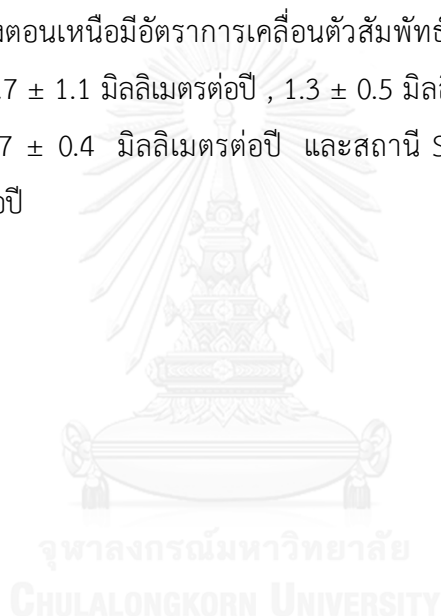 งตอนเหนือมีอัตราการเคลื่อนตัวสัมพัทธ์
.7 ± 1.1 มิลลิเมตรต่อปี , 1.3 ± 0.5 มิลลิ
7 ± 0.4 มิลลิเมตรต่อปี และสถานี S
อปี
จุฬาลงกรณ์มหาวิทยาลัย
CHULALONGKORN UNIVERSITY